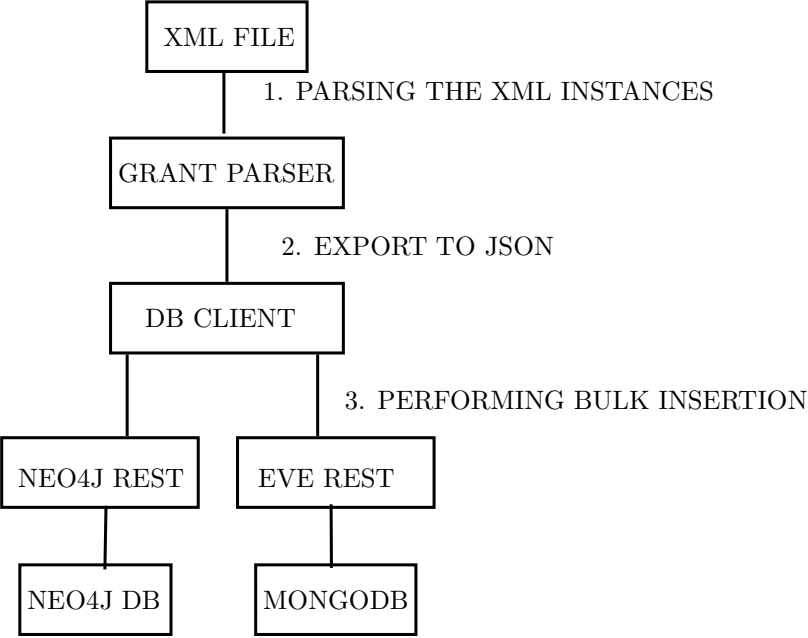 XML FILE
1. PARSING THE XML INSTANCES
GRANT PARSER
2. EXPORT TO JSON
DB CLIENT
3. PERFORMING BULK INSERTION
NEO4J REST
EVE REST
NEO4J DB
MONGODB